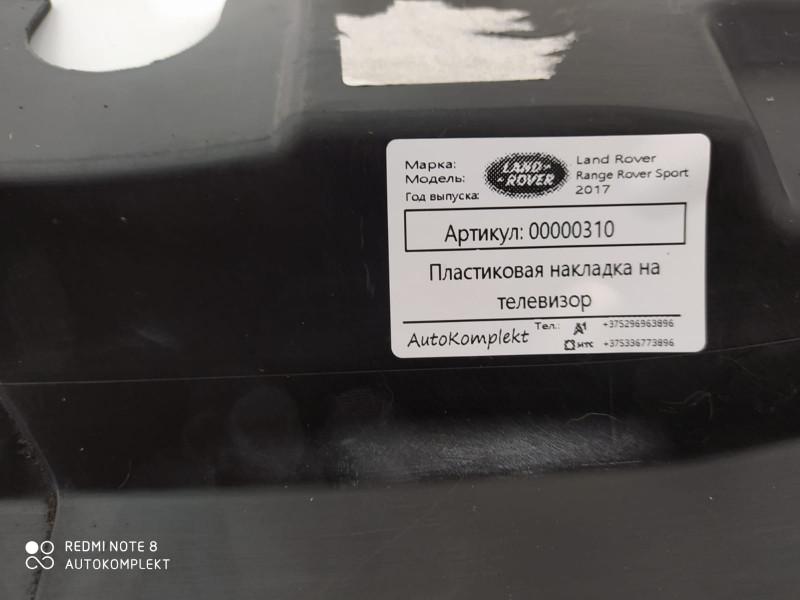 Марка: Land Rover
Модель: Range Rover Sport
Год выпуска: 2017
LAND
ROVER
Артикул: 00000310
Пластиковая накладка на
телевизор
AutoKomplekt Тел.: A1 +375296963896
МТС +375336773896
REDMI NOTE 8
AUTOKOMPLEKT